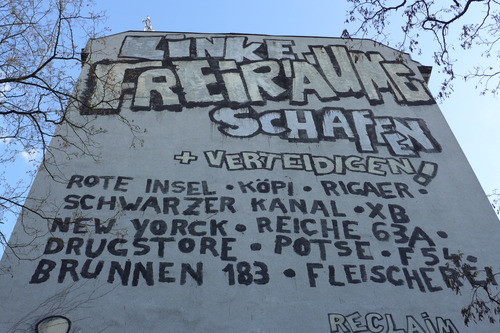 LINKE
FREIRÄUME
SCHAFFEN
+ VERTEIDIGEN!
ROTE INSEL • KÖPI • RIGAER •
SCHWARZER KANAL • XB
NEW YORCK • REICHE 63A •
DRUGSTORE • POTSE • F54 •
BRUNNEN 183 • FLEISCHEREI
RECLAIM